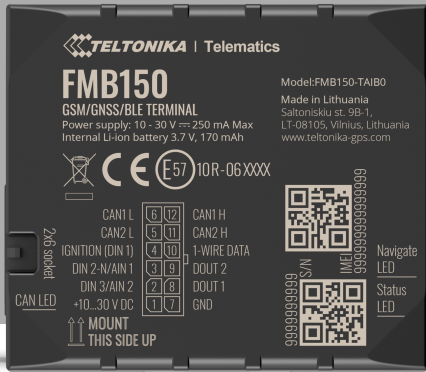 TELTONIKA | Telematics
FMB150
GSM/GNSS/BLE TERMINAL
Power supply: 10 - 30 V ⎓ 250 mA Max
Internal Li-ion battery 3.7 V, 170 mAh
Model:FMB150-TAIB0
Made in Lithuania
Saltoniskiu st. 9B-1,
LT-08105, Vilnius, Lithuania
www.teltonika-gps.com
CE E57 10R-06XXXX
2x6 socket
CAN1 L 6 12 CAN1 H
CAN2 L 5 11 CAN2 H
IGNITION (DIN 1) 4 10 1-WIRE DATA
DIN 2-N/AIN 1 3 9 DOUT 2
DIN 3/AIN 2 2 8 DOUT 1
+10...30 V DC 1 7 GND
CAN LED
MOUNT
THIS SIDE UP
S/N
IMEI
Navigate
LED
Status
LED